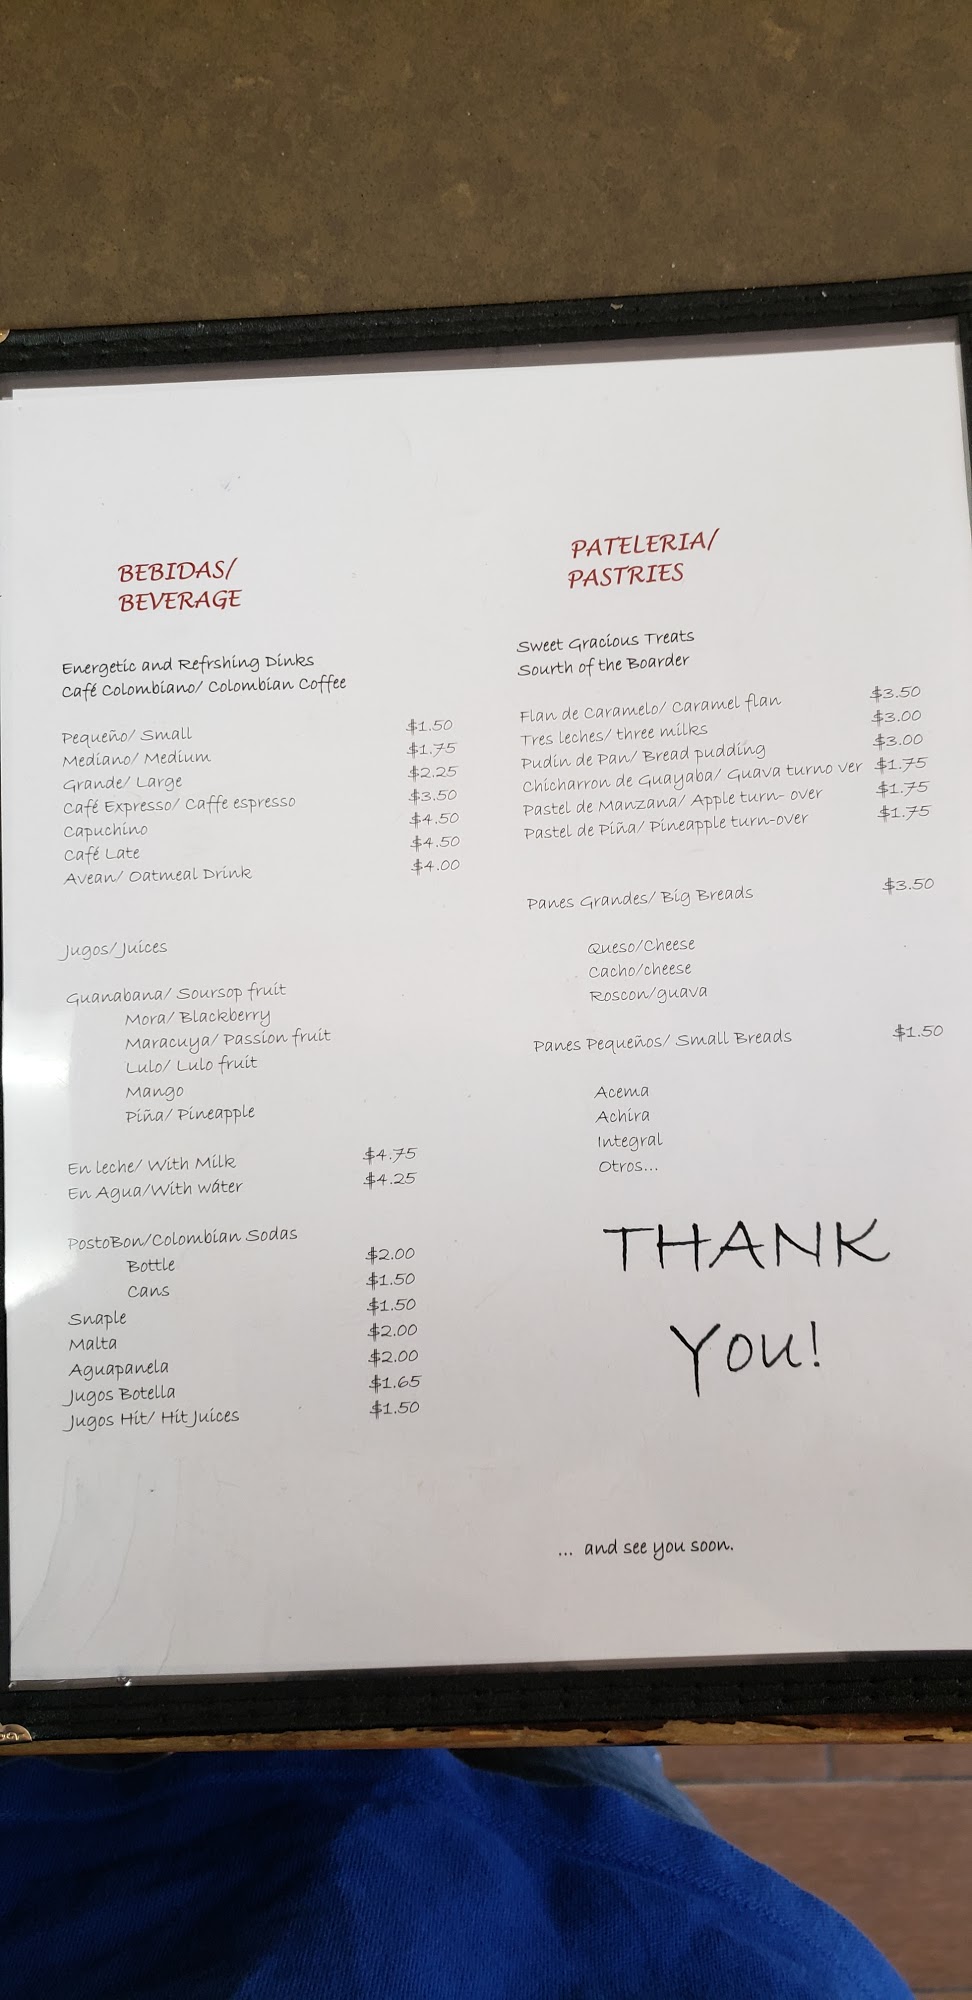 BEBIDAS/
BEVERAGE
Energetic and Refrshing Dinks
Café Colombiano/ Colombian Coffee
Pequeño/ Small $1.50
Mediano/ Medium $1.75
Grande/ Large $2.25
Café Expresso/ Caffe espresso $3.50
Capuchino $4.50
Café Late $4.50
Avean/ Oatmeal Drink $4.00
Jugos/Juices
Guanabana/ Soursop fruit
Mora/ Blackberry
Maracuya/ Passion fruit
Lulo/ Lulo fruit
Mango
Piña/ Pineapple
En leche/ With Milk $4.75
En Agua/With wáter $4.25
PostoBon/Colombian Sodas
Bottle $2.00
Cans $1.50
Snaple $1.50
Malta $2.00
Aguapanela $2.00
Jugos Botella $1.65
Jugos Hit/ Hit Juices $1.50
PATELERIA/
PASTRIES
Sweet Gracious Treats
Sourth of the Boarder
Flan de Caramelo/ Caramel flan $3.50
Tres leches/ three milks $3.00
Pudin de Pan/ Bread pudding $3.00
Chicharron de Guayaba/ Guava turno ver $1.75
Pastel de Manzana/ Apple turn- over $1.75
Pastel de Piña/ Pineapple turn-over $1.75
Panes Grandes/ Big Breads $3.50
Queso/Cheese
Cacho/cheese
Roscon/guava
Panes Pequeños/ Small Breads $1.50
Acema
Achira
Integral
Otros...
THANK
YOU!
... and see you soon.